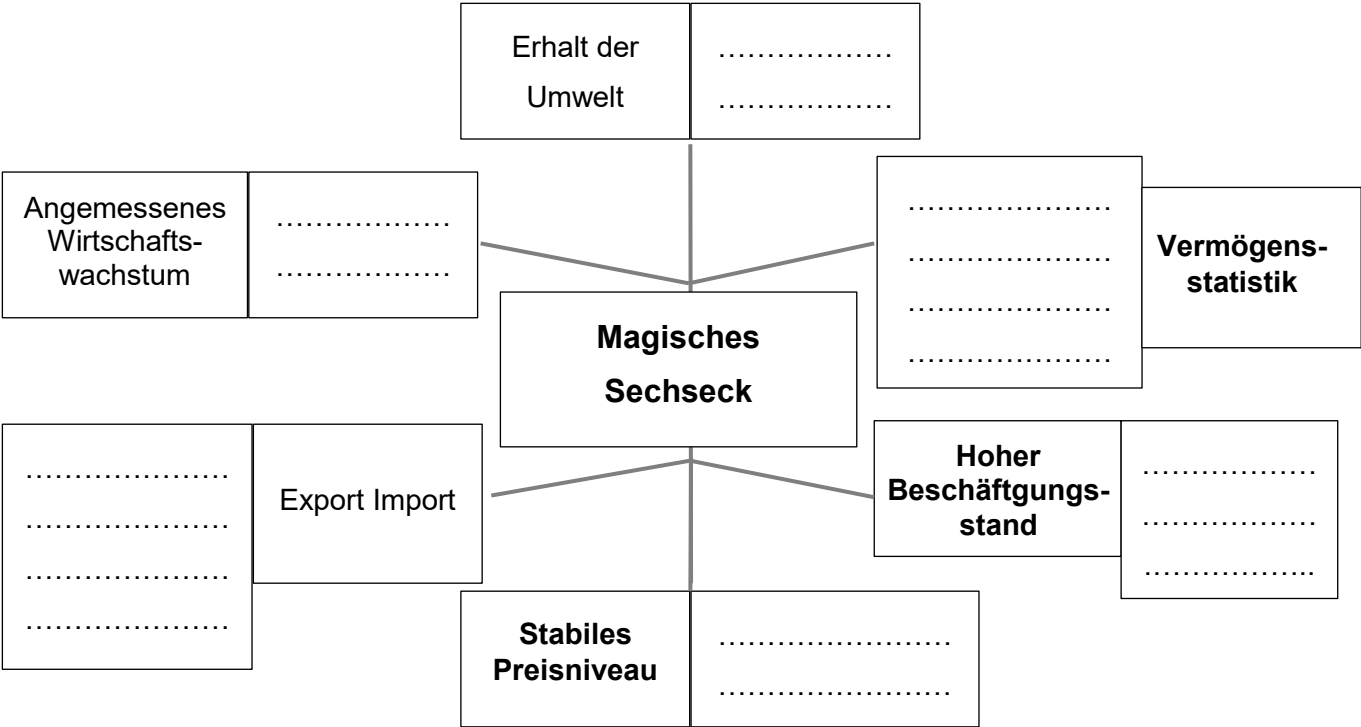 Erhalt der
Umwelt
………………
………………
Angemessenes
Wirtschafts-
wachstum
………………
………………
…………………
…………………
…………………
…………………
Vermögens-
statistik
Magisches
Sechseck
…………………
…………………
…………………
…………………
Export Import
Hoher
Beschäftgungs-
stand
………………
………………
……………..
Stabiles
Preisniveau
……………………
……………………